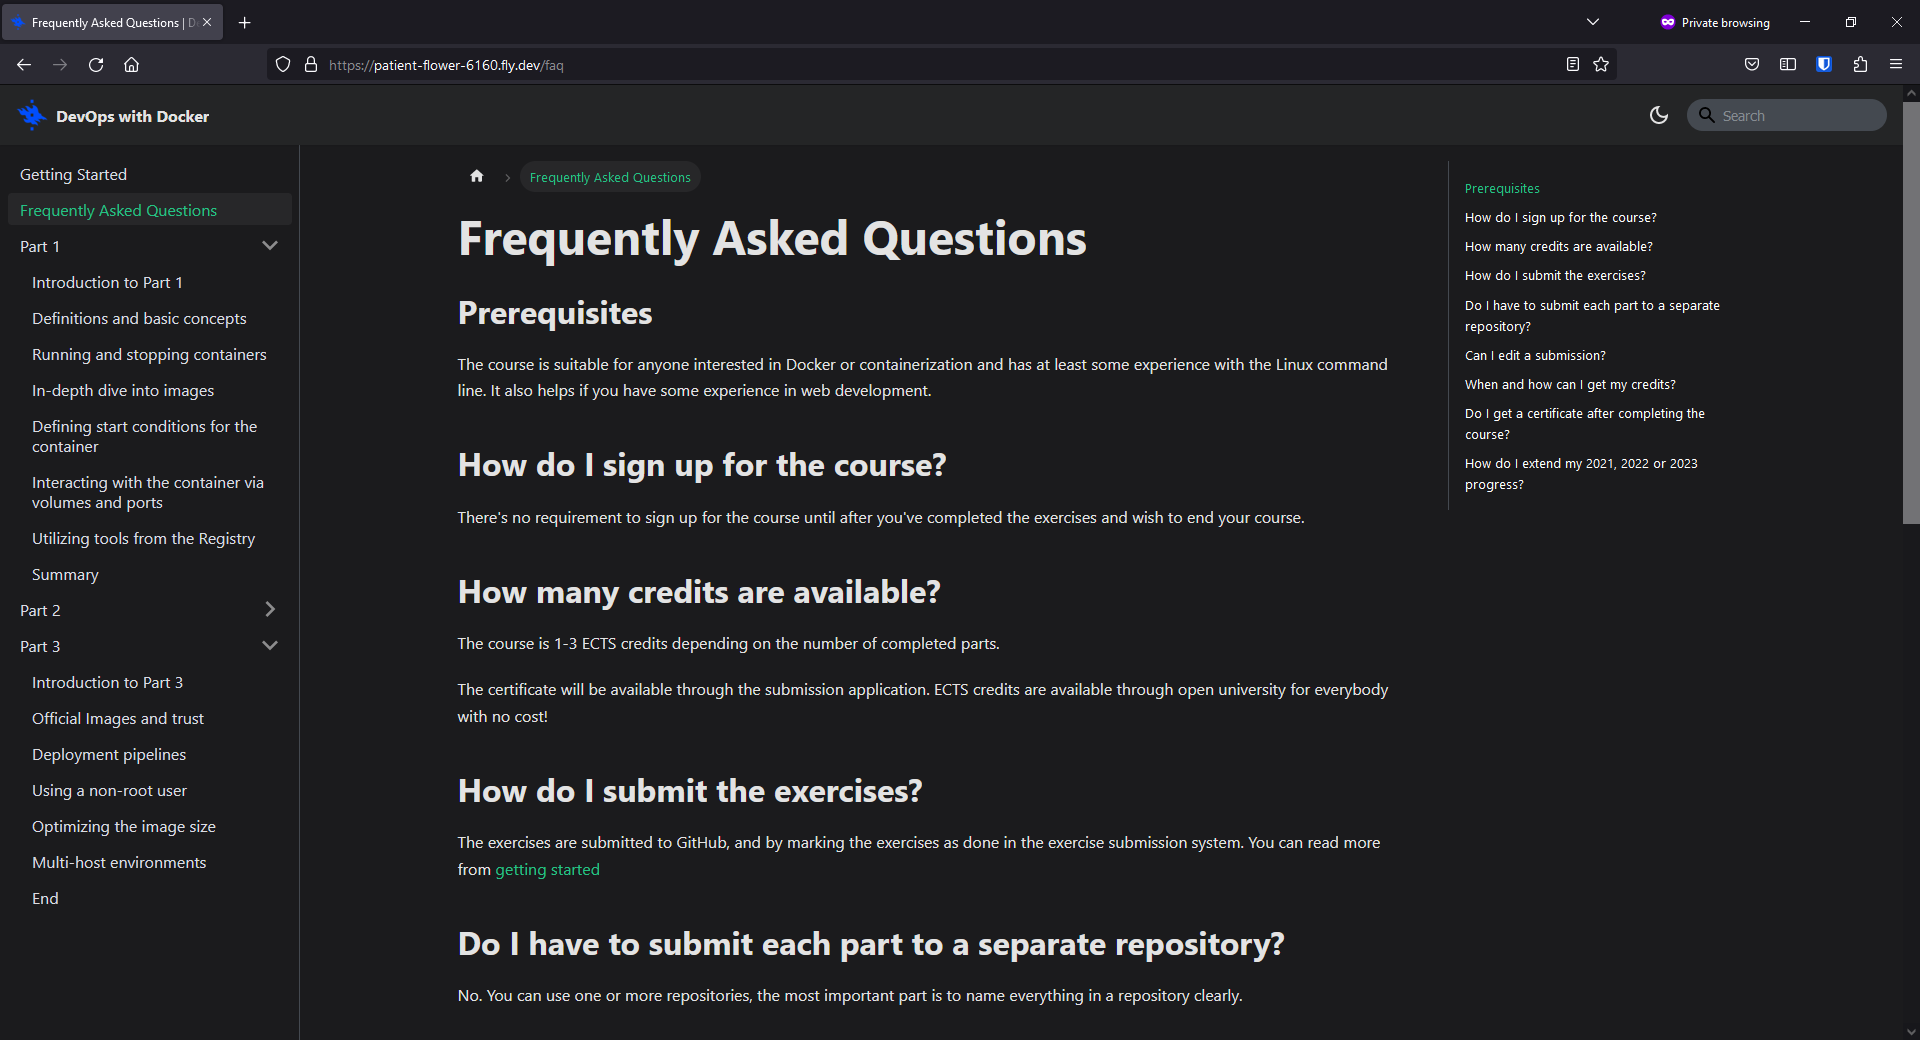 Frequently Asked Questions | D
Private browsing
https://patient-flower-6160.fly.dev/faq
DevOps with Docker
Search
Getting Started
Frequently Asked Questions
Part 1
Introduction to Part 1
Definitions and basic concepts
Running and stopping containers
In-depth dive into images
Defining start conditions for the
container
Interacting with the container via
volumes and ports
Utilizing tools from the Registry
Summary
Part 2
Part 3
Introduction to Part 3
Official Images and trust
Deployment pipelines
Using a non-root user
Optimizing the image size
Multi-host environments
End
Frequently Asked Questions
Frequently Asked Questions
Prerequisites
The course is suitable for anyone interested in Docker or containerization and has at least some experience with the Linux command
line. It also helps if you have some experience in web development.
How do I sign up for the course?
There's no requirement to sign up for the course until after you've completed the exercises and wish to end your course.
How many credits are available?
The course is 1-3 ECTS credits depending on the number of completed parts.
The certificate will be available through the submission application. ECTS credits are available through open university for everybody
with no cost!
How do I submit the exercises?
The exercises are submitted to GitHub, and by marking the exercises as done in the exercise submission system. You can read more
from getting started
Do I have to submit each part to a separate repository?
No. You can use one or more repositories, the most important part is to name everything in a repository clearly.
Prerequisites
How do I sign up for the course?
How many credits are available?
How do I submit the exercises?
Do I have to submit each part to a separate
repository?
Can I edit a submission?
When and how can I get my credits?
Do I get a certificate after completing the
course?
How do I extend my 2021, 2022 or 2023
progress?